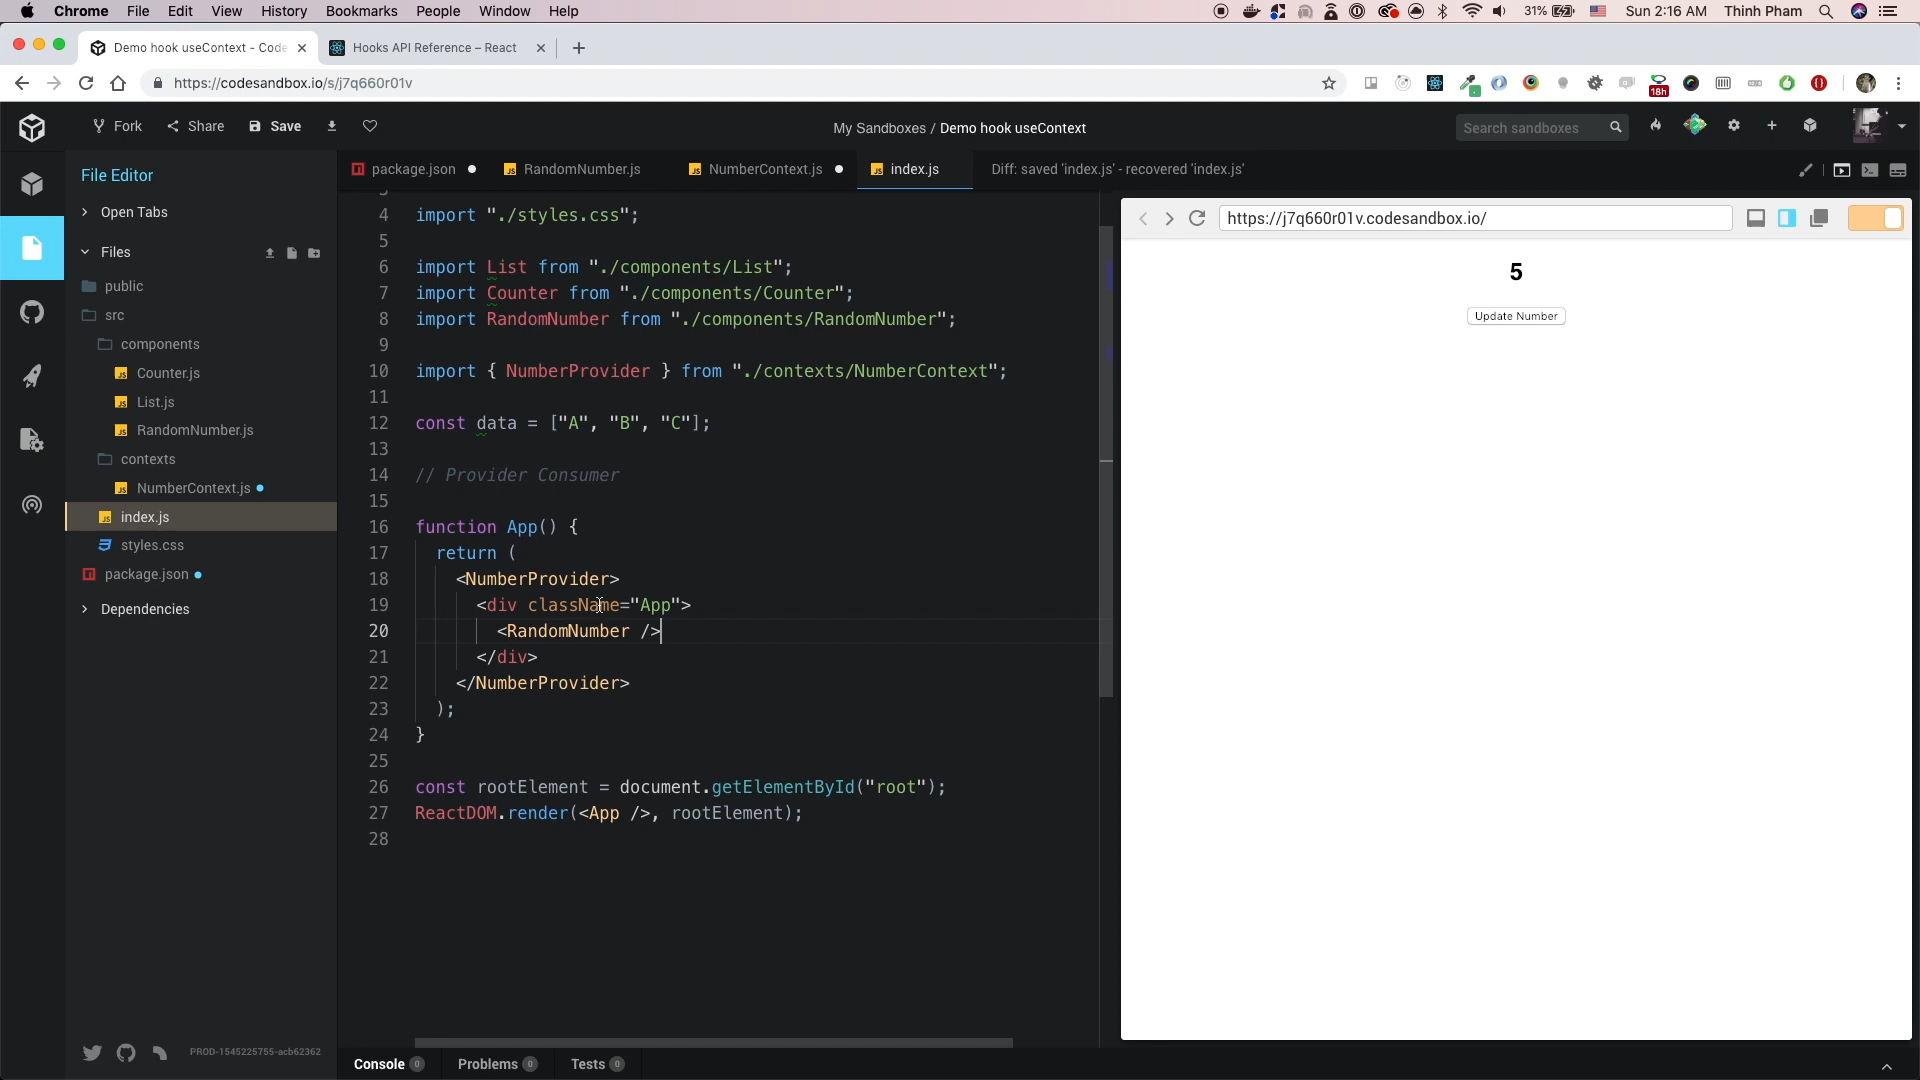 Chrome File Edit View History Bookmarks People Window Help
31% Sun 2:16 AM Thinh Pham
Demo hook useContext - Code
Hooks API Reference – React
https://codesandbox.io/s/j7q660r01v
18h
Fork Share Save
My Sandboxes / Demo hook useContext
Search sandboxes
File Editor
Open Tabs
Files
public
src
components
Counter.js
List.js
RandomNumber.js
contexts
NumberContext.js
index.js
styles.css
package.json
Dependencies
PROD-1545225755-acb62362
package.json
RandomNumber.js
NumberContext.js
index.js
Diff: saved 'index.js' - recovered 'index.js'
4 import "./styles.css";
5
6 import List from "./components/List";
7 import Counter from "./components/Counter";
8 import RandomNumber from "./components/RandomNumber";
9
10 import { NumberProvider } from "./contexts/NumberContext";
11
12 const data = ["A", "B", "C"];
13
14 // Provider Consumer
15
16 function App() {
17 return (
18 <NumberProvider>
19 <div className="App">
20 <RandomNumber />
21 </div>
22 </NumberProvider>
23 );
24 }
25
26 const rootElement = document.getElementById("root");
27 ReactDOM.render(<App />, rootElement);
28
Console 0 Problems 0 Tests 0
https://j7q660r01v.codesandbox.io/
5
Update Number